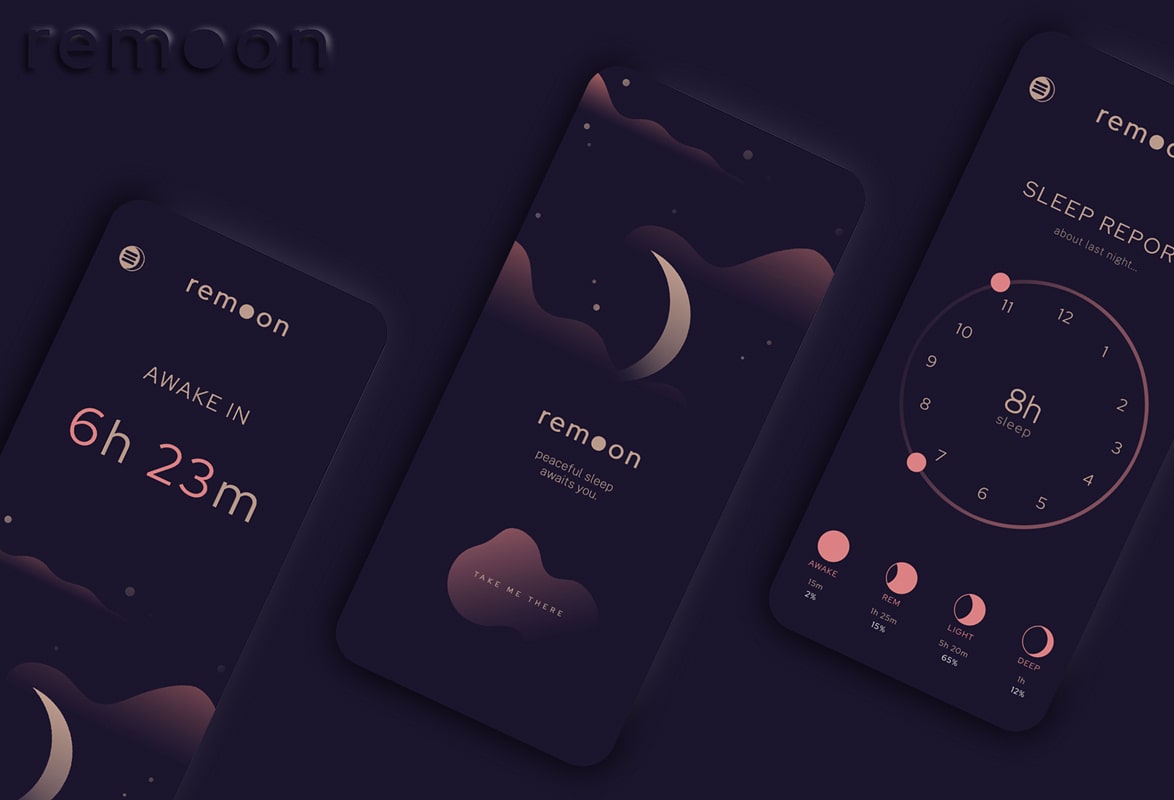 remoon
remoon
AWAKE IN
6h 23m
remoon
peaceful sleep
awaits you.
TAKE ME THERE
SLEEP REPOR
about last night...
11
12
1
2
3
4
5
6
7
8
9
10
8h
sleep
AWAKE
15m
2%
REM
1h 25m
15%
LIGHT
5h 20m
65%
DEEP
1h
12%